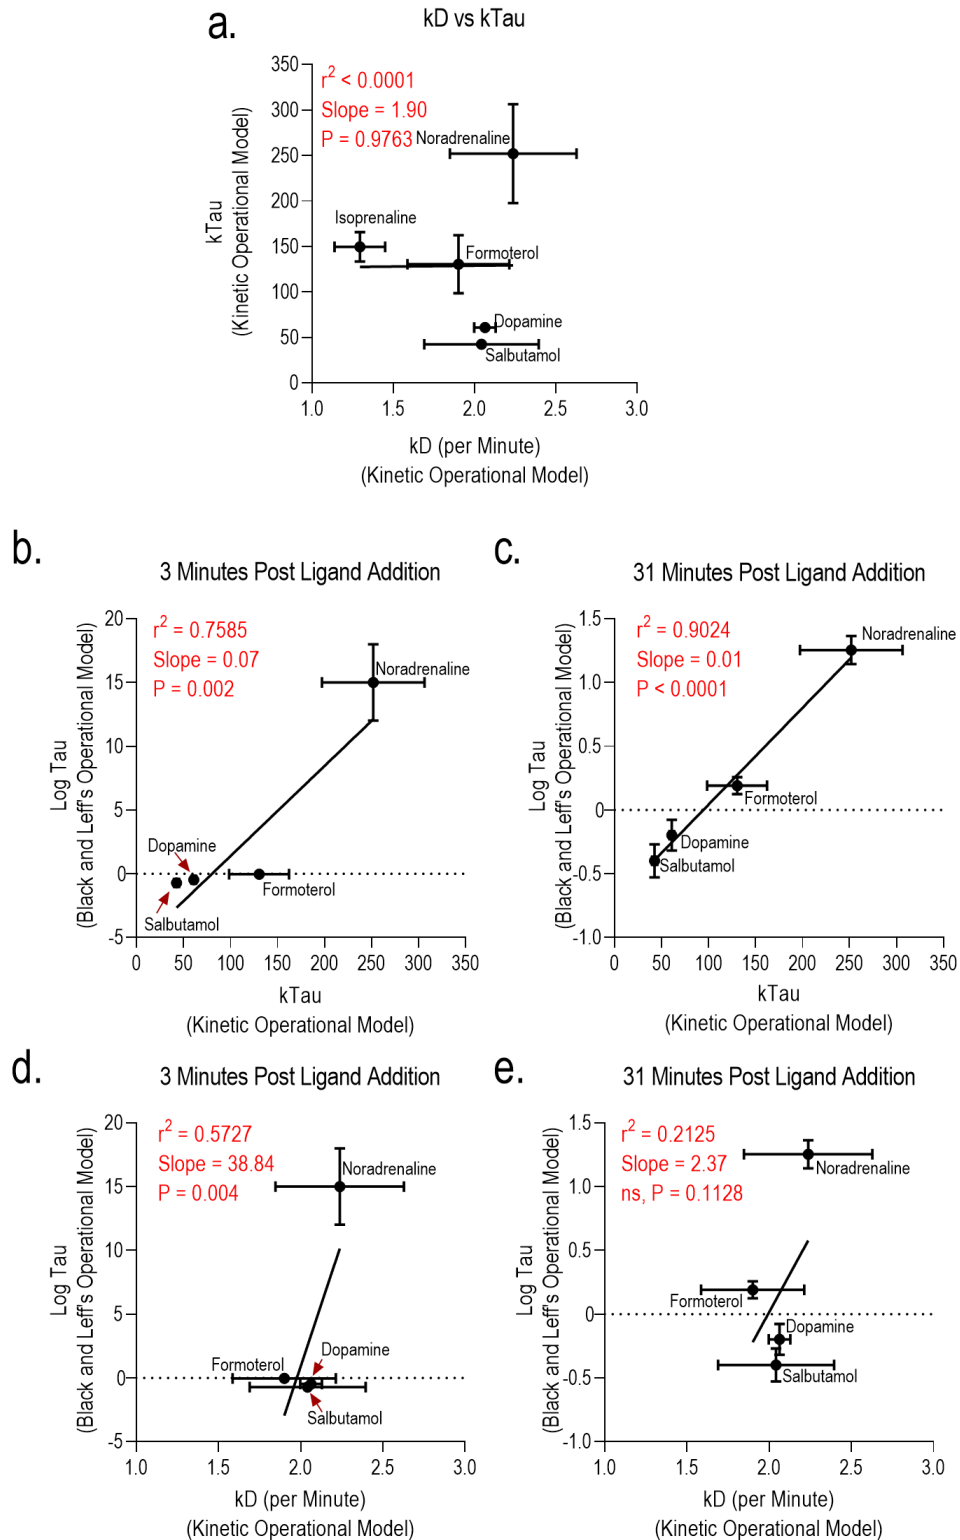 a.
kD vs kTau
kTau
(Kinetic Operational Model)
350
300
250
200
150
100
50
0
r² < 0.0001
Slope = 1.90
P = 0.9763
Noradrenaline
Isoprenaline
Formoterol
Dopamine
Salbutamol
1.0 1.5 2.0 2.5 3.0
kD (per Minute)
(Kinetic Operational Model)
b.
3 Minutes Post Ligand Addition
Log Tau
(Black and Leff's Operational Model)
20
15
10
5
0
-5
r² = 0.7585
Slope = 0.07
P = 0.002
Noradrenaline
Dopamine
Formoterol
Salbutamol
0 50 100 150 200 250 300 350
kTau
(Kinetic Operational Model)
c.
31 Minutes Post Ligand Addition
Log Tau
(Black and Leff's Operational Model)
1.5
1.0
0.5
0
-0.5
-1.0
r² = 0.9024
Slope = 0.01
P < 0.0001
Noradrenaline
Formoterol
Dopamine
Salbutamol
0 50 100 150 200 250 300 350
kTau
(Kinetic Operational Model)
d.
3 Minutes Post Ligand Addition
Log Tau
(Black and Leff's Operational Model)
20
15
10
5
0
-5
r² = 0.5727
Slope = 38.84
P = 0.004
Noradrenaline
Dopamine
Formoterol
Salbutamol
1.0 1.5 2.0 2.5 3.0
kD (per Minute)
(Kinetic Operational Model)
e.
31 Minutes Post Ligand Addition
Log Tau
(Black and Leff's Operational Model)
1.5
1.0
0.5
0
-0.5
-1.0
r² = 0.2125
Slope = 2.37
ns, P = 0.1128
Noradrenaline
Formoterol
Dopamine
Salbutamol
1.0 1.5 2.0 2.5 3.0
kD (per Minute)
(Kinetic Operational Model)